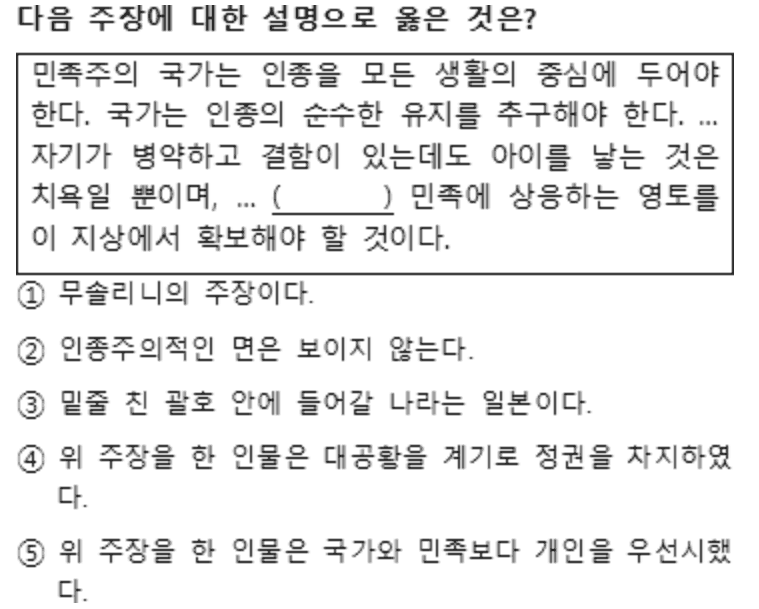 다음 주장에 대한 설명으로 옳은 것은?
민족주의 국가는 인종을 모든 생활의 중심에 두어야
한다. 국가는 인종의 순수한 유지를 추구해야 한다. ...
자기가 병약하고 결함이 있는데도 아이를 낳는 것은
치욕일 뿐이며, ... (          ) 민족에 상응하는 영토를
이 지상에서 확보해야 할 것이다.
① 무솔리니의 주장이다.
② 인종주의적인 면은 보이지 않는다.
③ 밑줄 친 괄호 안에 들어갈 나라는 일본이다.
④ 위 주장을 한 인물은 대공황을 계기로 정권을 차지하였
다.
⑤ 위 주장을 한 인물은 국가와 민족보다 개인을 우선시했
다.